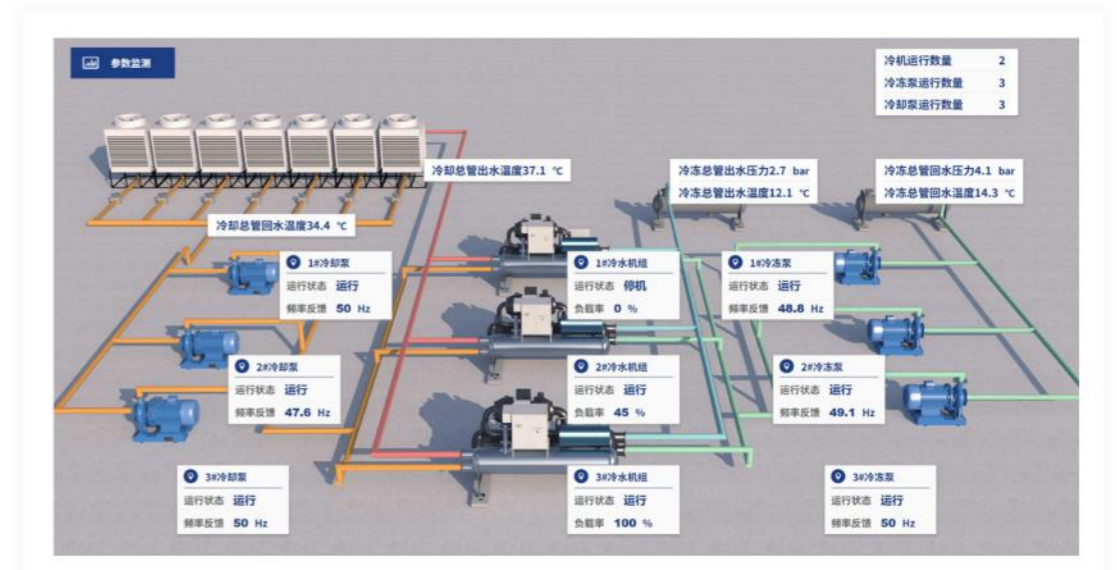 参数监测
冷机运行数量 2
冷冻泵运行数量 3
冷却泵运行数量 3
冷却总管出水温度37.1 ℃
冷冻总管出水压力2.7 bar
冷冻总管出水温度12.1 ℃
冷冻总管回水压力4.1 bar
冷冻总管回水温度14.3 ℃
冷却总管回水温度34.4 ℃
1#冷却泵
运行状态 运行
频率反馈 50 Hz
1#冷水机组
运行状态 停机
负载率 0 %
1#冷冻泵
运行状态 运行
频率反馈 48.8 Hz
2#冷却泵
运行状态 运行
频率反馈 47.6 Hz
2#冷水机组
运行状态 运行
负载率 45 %
2#冷冻泵
运行状态 运行
频率反馈 49.1 Hz
3#冷却泵
运行状态 运行
频率反馈 50 Hz
3#冷水机组
运行状态 运行
负载率 100 %
3#冷冻泵
运行状态 运行
频率反馈 50 Hz